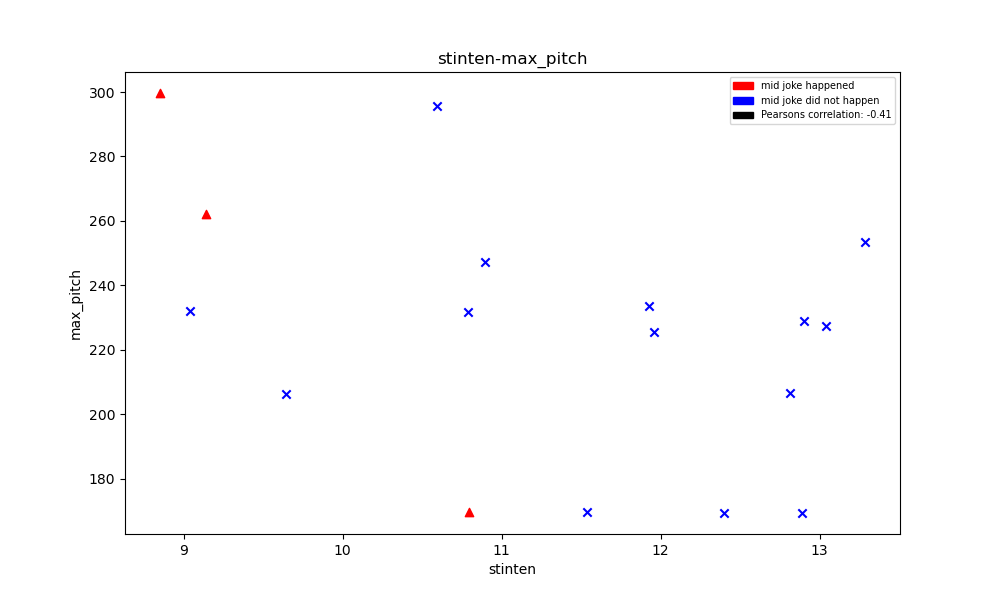 stinten-max_pitch
mid joke happened
mid joke did not happen
Pearsons correlation: -0.41
max_pitch
300
280
260
240
220
200
180
9 10 11 12 13
stinten